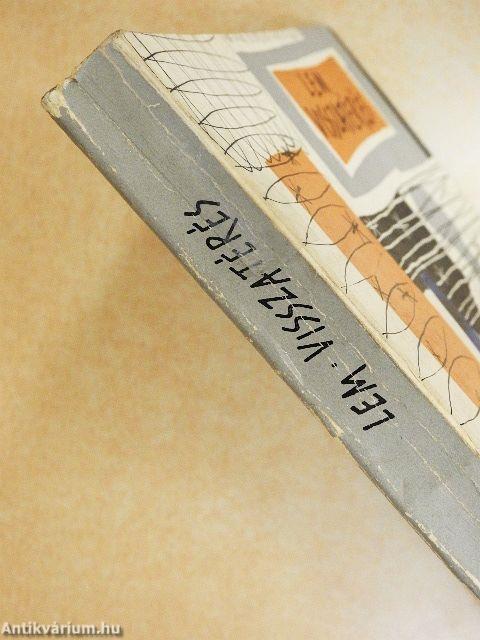 LEM
VISSZATÉRÉS
LEM · VISSZATÉRÉS
Antikvárium.hu